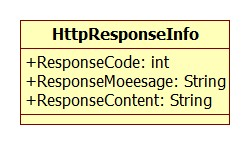 HttpResponseInfo
+ResponseCode: int
+ResponseMoeesage: String
+ResponseContent: String